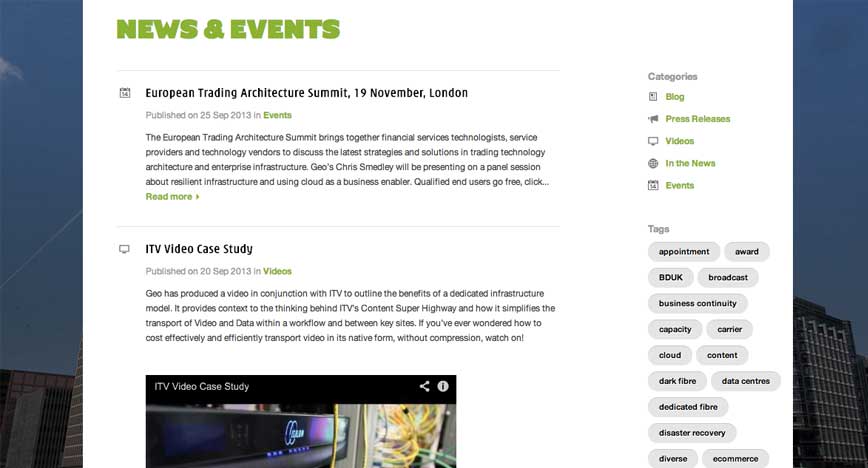 NEWS & EVENTS
European Trading Architecture Summit, 19 November, London
Published on 25 Sep 2013 in Events
The European Trading Architecture Summit brings together financial services technologists, service
providers and technology vendors to discuss the latest strategies and solutions in trading technology
architecture and enterprise infrastructure. Geo's Chris Smedley will be presenting on a panel session
about resilient infrastructure and using cloud as a business enabler. Qualified end users go free, click...
Read more
ITV Video Case Study
Published on 20 Sep 2013 in Videos
Geo has produced a video in conjunction with ITV to outline the benefits of a dedicated infrastructure
model. It provides context to the thinking behind ITV's Content Super Highway and how it simplifies the
transport of Video and Data within a workflow and between key sites. If you've ever wondered how to
cost effectively and efficiently transport video in its native form, without compression, watch on!
ITV Video Case Study
Categories
Blog
Press Releases
Videos
In the News
14 Events
Tags
appointment award
BDUK broadcast
business continuity
capacity carrier
cloud content
dark fibre data centres
dedicated fibre
disaster recovery
diverse ecommerce